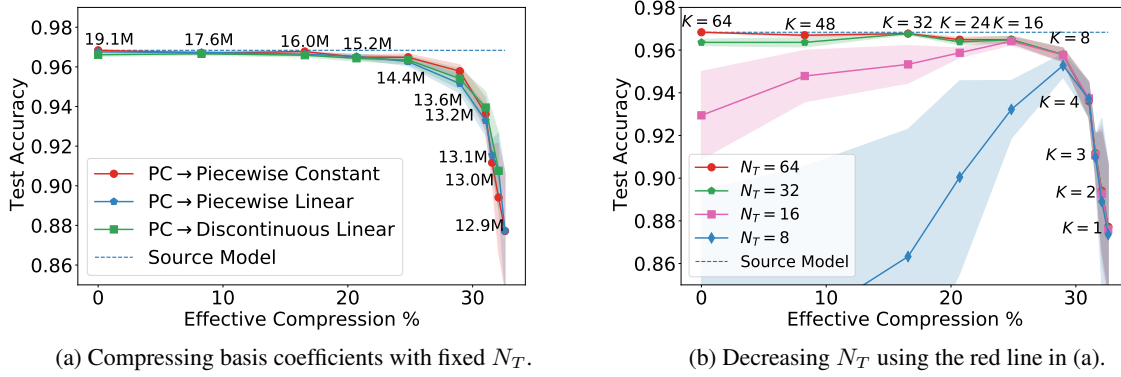 0.98
0.96
0.94
0.92
0.90
0.88
0.86
Test Accuracy
19.1M
17.6M
16.0M
15.2M
14.4M
13.6M
13.2M
13.1M
13.0M
12.9M
PC→Piecewise Constant
PC→Piecewise Linear
PC→Discontinuous Linear
Source Model
0 10 20 30
Effective Compression %
(a) Compressing basis coefficients with fixed N_T.
0.98
0.96
0.94
0.92
0.90
0.88
0.86
Test Accuracy
K = 64
K = 48
K = 32
K = 24
K = 16
K = 8
K = 4
K = 3
K = 2
K = 1
N_T = 64
N_T = 32
N_T = 16
N_T = 8
Source Model
0 10 20 30
Effective Compression %
(b) Decreasing N_T using the red line in (a).